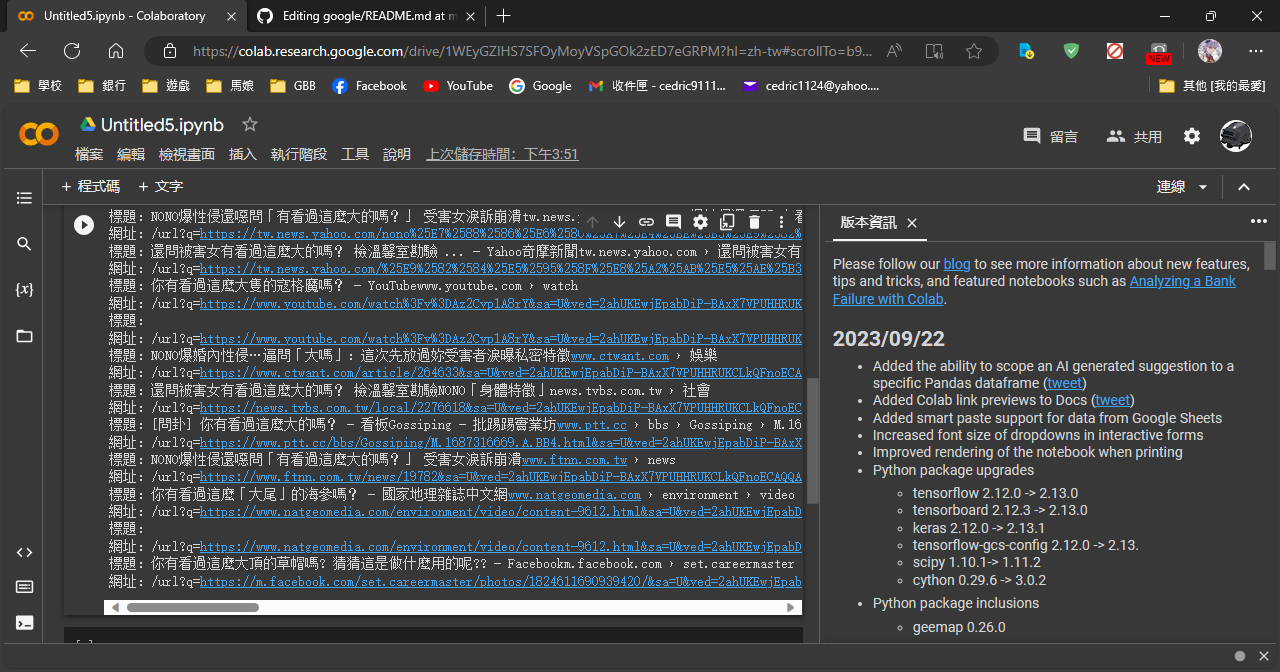 Untitled5.ipynb - Colaboratory
Editing google/README.md at m
https://colab.research.google.com/drive/1WEyGZIHS7SFOyMoyVSpGOk2zED7eGRPM?hl=zh-tw#scrollTo=b9...
NEW
學校 銀行 遊戲 馬娘 GBB Facebook YouTube Google 收件匣 - cedric9111... cedric1124@yahoo.... 其他 [我的最愛]
Untitled5.ipynb
留言 共用
檔案 編輯 檢視畫面 插入 執行階段 工具 說明 上次儲存時間：下午3:51
+ 程式碼 + 文字
連線
標題：NONO爆性侵還噁問「有看過這麼大的嗎？」 受害女淚訴崩潰tw.news.
網址：/url?q=https://tw.news.yahoo.com/
標題：還問被害女有看過這麼大的嗎？ 檢溫馨室勘驗 ... - Yahoo奇摩新聞tw.news.yahoo.com › 還問被害女有
網址：/url?q=https://tw.news.yahoo.com/%25E9%2582%2584%25E5%2595%258F%25E8%25A2%25AB%25E5%25AE%25B3
標題：你有看過這麼大隻的寇格魔嗎？ - YouTubewww.youtube.com › watch
網址：/url?q=https://www.youtube.com/watch%3Fv%3DAz2Cvp1A8rY&sa=U&ved=2ahUKEwjEpabDiP-BAxX7VPUHHRUK
標題：
網址：/url?q=https://www.youtube.com/watch%3Fv%3DAz2Cvp1A8rY&sa=U&ved=2ahUKEwjEpabDiP-BAxX7VPUHHRUK
標題：NONO爆婚內性侵…逼問「大嗎」：這次先放過妳受害者淚曝私密特徵www.ctwant.com › 娛樂
網址：/url?q=https://www.ctwant.com/article/264633&sa=U&ved=2ahUKEwjEpabDiP-BAxX7VPUHHRUKCLkQFnoECA
標題：還問被害女有看過這麼大的嗎？ 檢溫馨室勘驗NONO「身體特徵」news.tvbs.com.tw › 社會
網址：/url?q=https://news.tvbs.com.tw/local/2276618&sa=U&ved=2ahUKEwjEpabDiP-BAxX7VPUHHRUKCLkQFnoEC
標題：[問卦] 你有看過這麼大的嗎？ - 看板Gossiping - 批踢踢實業坊www.ptt.cc › bbs › Gossiping › M.16
網址：/url?q=https://www.ptt.cc/bbs/Gossiping/M.1687316669.A.BB4.html&sa=U&ved=2ahUKEwjEpabDiP-BAxX
標題：NONO爆性侵還噁問「有看過這麼大的嗎？」 受害女淚訴崩潰www.ftnn.com.tw › news
網址：/url?q=https://www.ftnn.com.tw/news/19782&sa=U&ved=2ahUKEwjEpabDiP-BAxX7VPUHHRUKCLkQFnoECAQQA
標題：你有看過這麼「大尾」的海參嗎？ - 國家地理雜誌中文網www.natgeomedia.com › environment › video
網址：/url?q=https://www.natgeomedia.com/environment/video/content-9612.html&sa=U&ved=2ahUKEwjEpabD
標題：
網址：/url?q=https://www.natgeomedia.com/environment/video/content-9612.html&sa=U&ved=2ahUKEwjEpabD
標題：你有看過這麼大頂的草帽嗎? 猜猜這是做什麼用的呢?? - Facebookm.facebook.com › set.careermaster
網址：/url?q=https://m.facebook.com/set.careermaster/photos/1824611690939420/&sa=U&ved=2ahUKEwjEpab
版本資訊
Please follow our blog to see more information about new features,
tips and tricks, and featured notebooks such as Analyzing a Bank
Failure with Colab.
2023/09/22
• Added the ability to scope an AI generated suggestion to a
specific Pandas dataframe (tweet)
• Added Colab link previews to Docs (tweet)
• Added smart paste support for data from Google Sheets
• Increased font size of dropdowns in interactive forms
• Improved rendering of the notebook when printing
• Python package upgrades
◦ tensorflow 2.12.0 -> 2.13.0
◦ tensorboard 2.12.3 -> 2.13.0
◦ keras 2.12.0 -> 2.13.1
◦ tensorflow-gcs-config 2.12.0 -> 2.13.
◦ scipy 1.10.1-> 1.11.2
◦ cython 0.29.6 -> 3.0.2
• Python package inclusions
◦ geemap 0.26.0